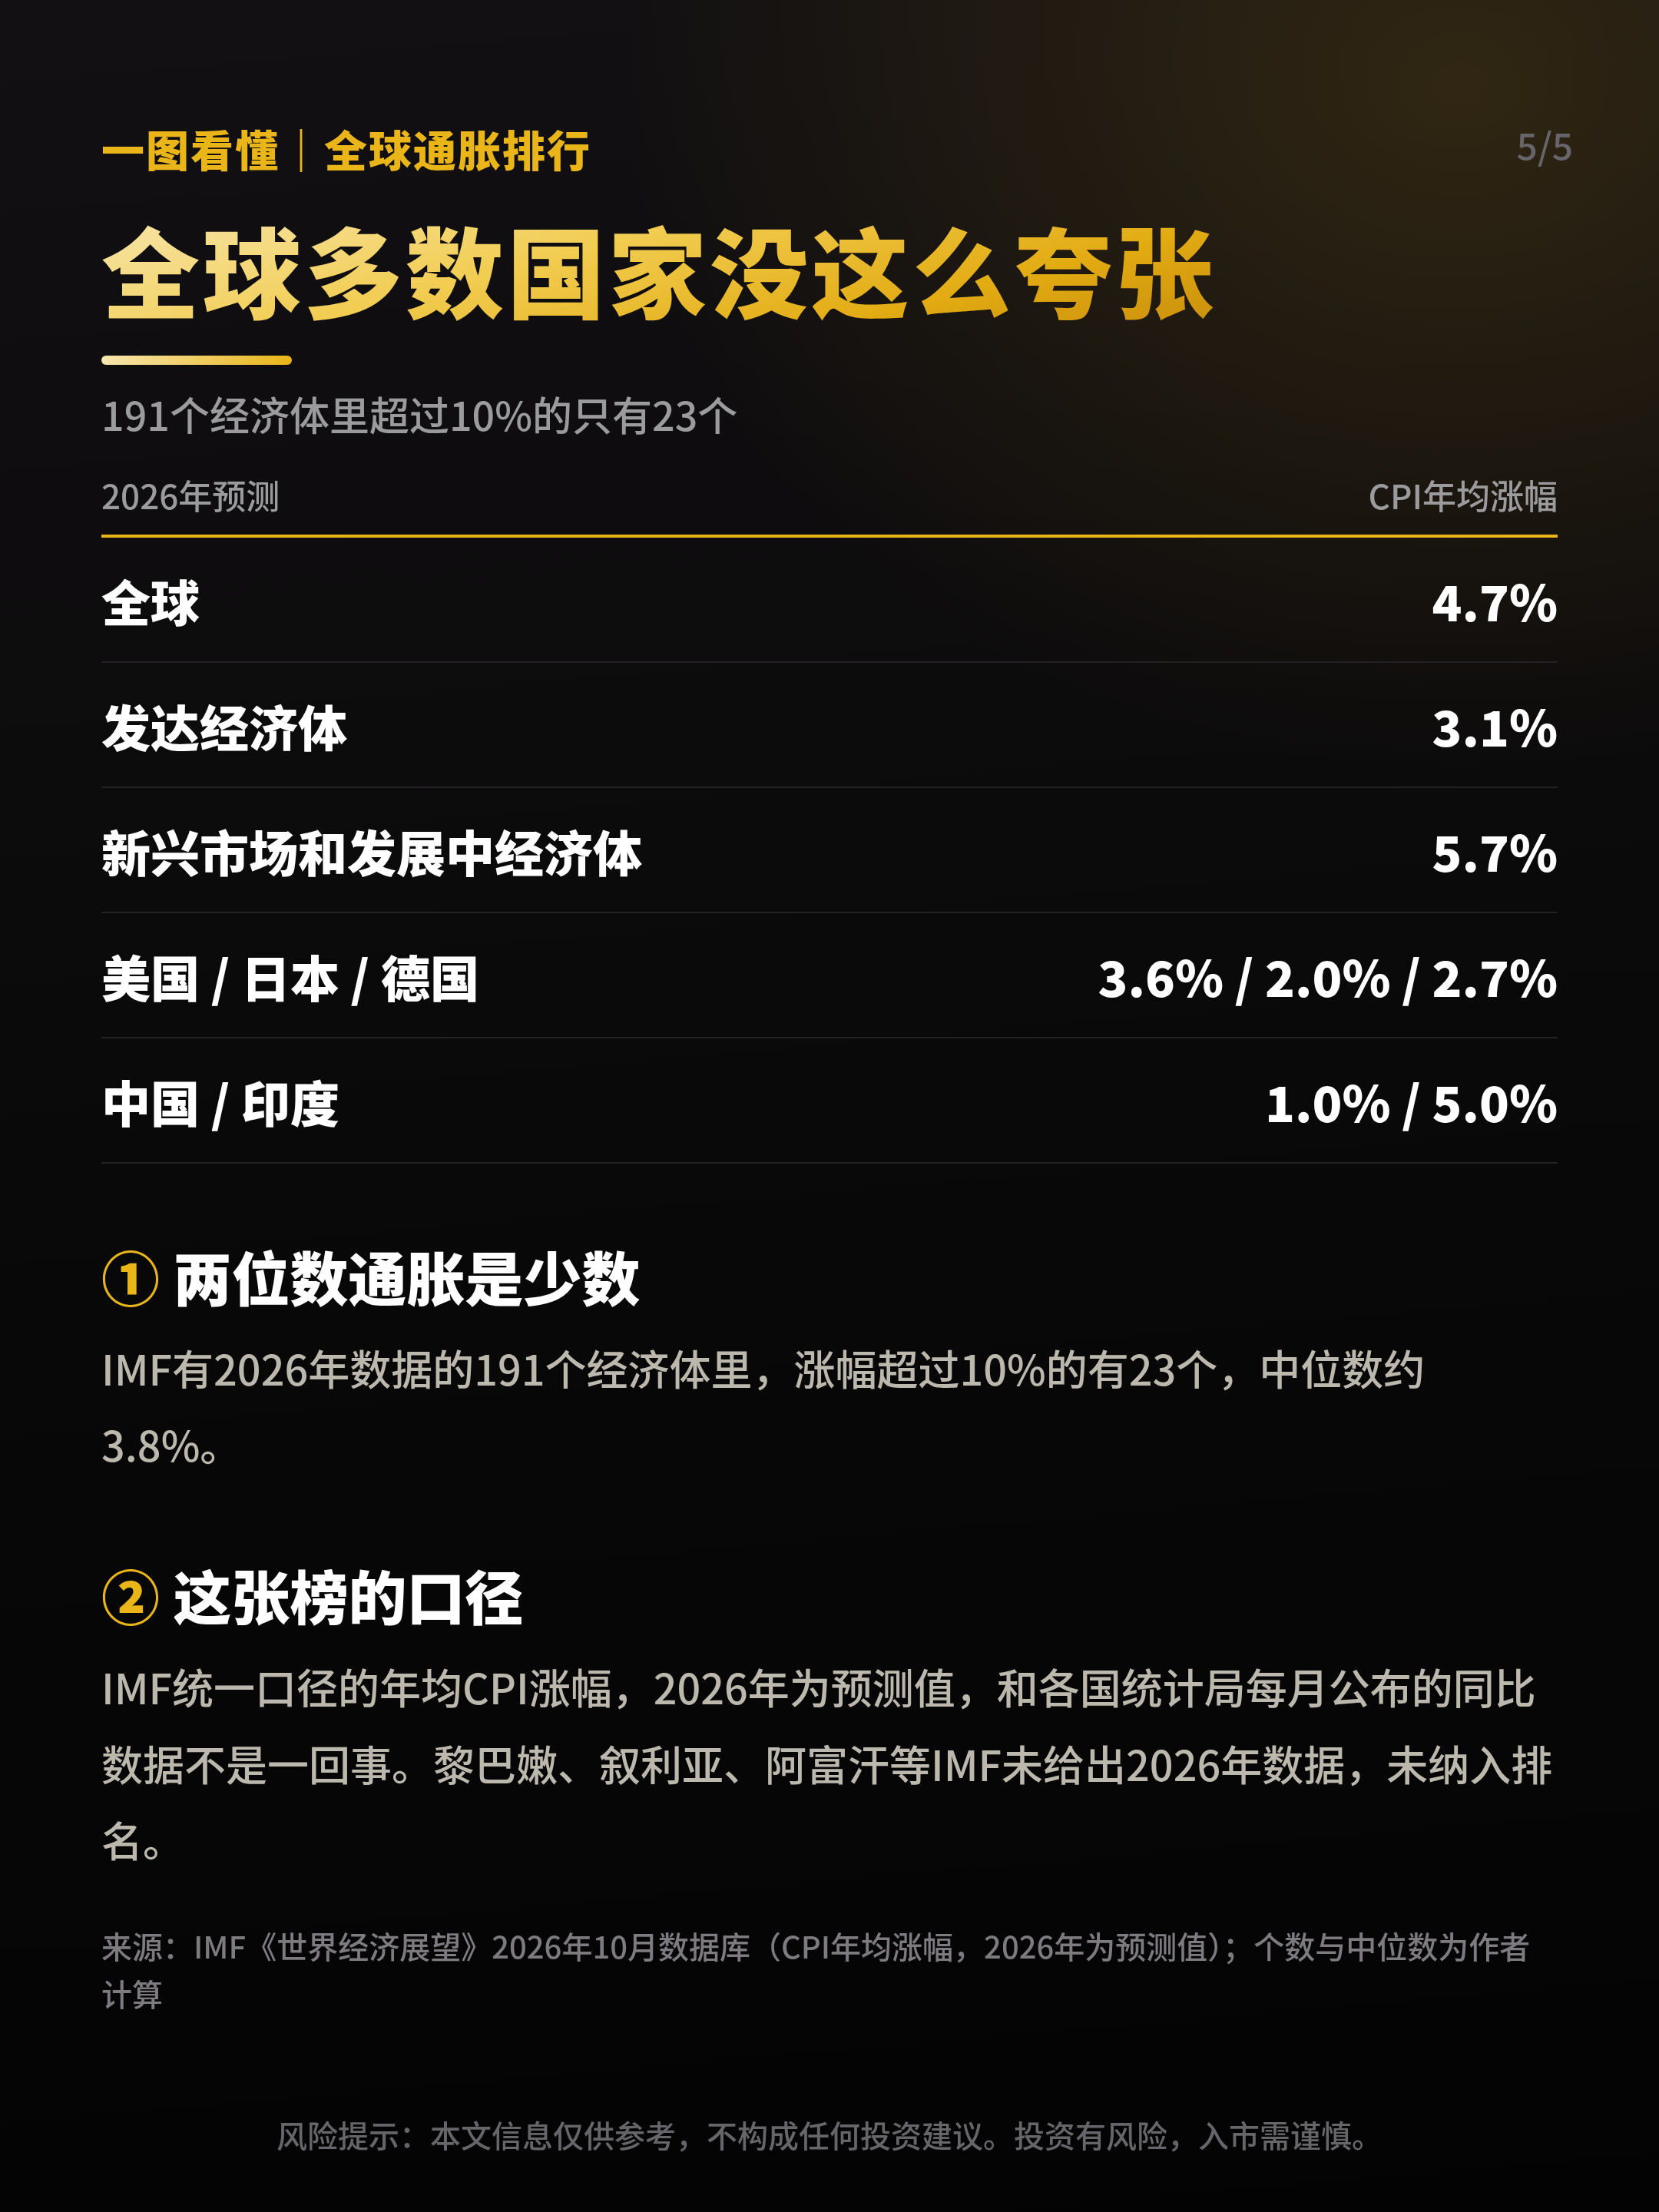 一图看懂｜全球通胀排行
5/5
全球多数国家没这么夸张
191个经济体里超过10%的只有23个
2026年预测 CPI年均涨幅
全球 4.7%
发达经济体 3.1%
新兴市场和发展中经济体 5.7%
美国 / 日本 / 德国 3.6% / 2.0% / 2.7%
中国 / 印度 1.0% / 5.0%
① 两位数通胀是少数
IMF有2026年数据的191个经济体里，涨幅超过10%的有23个，中位数约
3.8%。
② 这张榜的口径
IMF统一口径的年均CPI涨幅，2026年为预测值，和各国统计局每月公布的同比
数据不是一回事。黎巴嫩、叙利亚、阿富汗等IMF未给出2026年数据，未纳入排
名。
来源：IMF《世界经济展望》2026年10月数据库（CPI年均涨幅，2026年为预测值）；个数与中位数为作者
计算
风险提示：本文信息仅供参考，不构成任何投资建议。投资有风险，入市需谨慎。